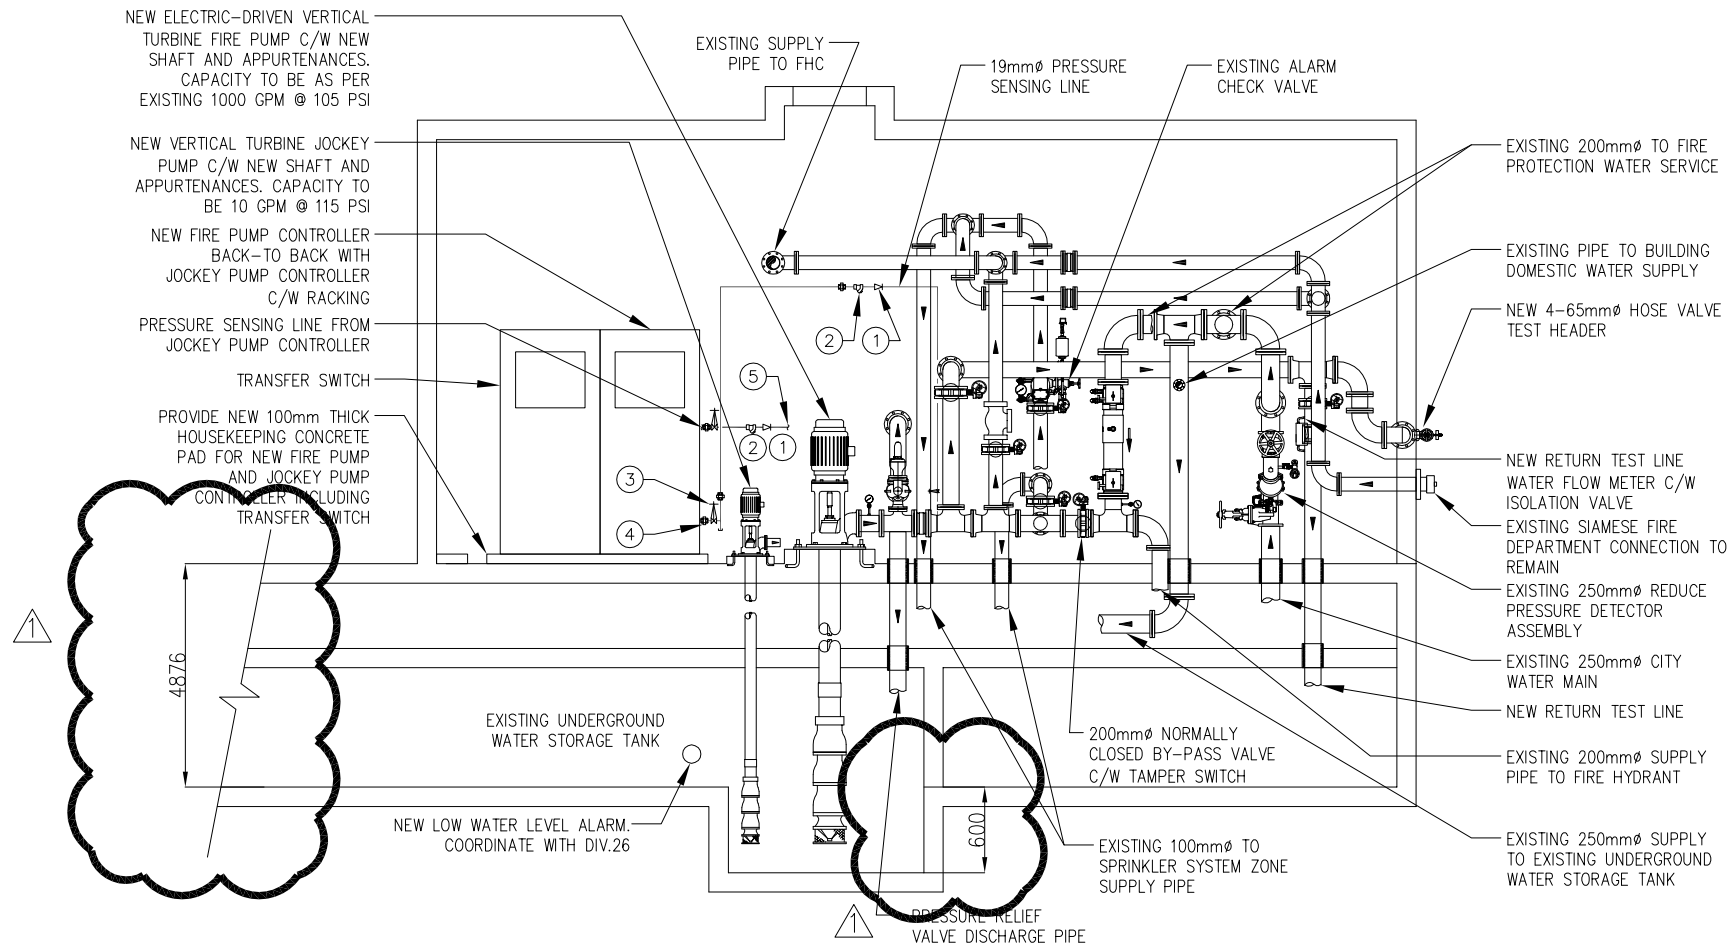 NEW ELECTRIC-DRIVEN VERTICAL
TURBINE FIRE PUMP C/W NEW
SHAFT AND APPURTENANCES.
CAPACITY TO BE AS PER
EXISTING 1000 GPM @ 105 PSI
NEW VERTICAL TURBINE JOCKEY
PUMP C/W NEW SHAFT AND
APPURTENANCES. CAPACITY TO
BE 10 GPM @ 115 PSI
NEW FIRE PUMP CONTROLLER
BACK-TO BACK WITH
JOCKEY PUMP CONTROLLER
C/W RACKING
PRESSURE SENSING LINE FROM
JOCKEY PUMP CONTROLLER
TRANSFER SWITCH
PROVIDE NEW 100mm THICK
HOUSEKEEPING CONCRETE
PAD FOR NEW FIRE PUMP
AND JOCKEY PUMP
CONTROLLER INCLUDING
TRANSFER SWITCH
EXISTING SUPPLY
PIPE TO FHC
19mmø PRESSURE
SENSING LINE
EXISTING ALARM
CHECK VALVE
2
1
5
2
1
3
4
EXISTING 200mmø TO FIRE
PROTECTION WATER SERVICE
EXISTING PIPE TO BUILDING
DOMESTIC WATER SUPPLY
NEW 4-65mmø HOSE VALVE
TEST HEADER
NEW RETURN TEST LINE
WATER FLOW METER C/W
ISOLATION VALVE
EXISTING SIAMESE FIRE
DEPARTMENT CONNECTION TO
REMAIN
EXISTING 250mmø REDUCE
PRESSURE DETECTOR
ASSEMBLY
EXISTING 250mmø CITY
WATER MAIN
NEW RETURN TEST LINE
EXISTING 200mmø SUPPLY
PIPE TO FIRE HYDRANT
EXISTING 250mmø SUPPLY
TO EXISTING UNDERGROUND
WATER STORAGE TANK
1
4876
EXISTING UNDERGROUND
WATER STORAGE TANK
NEW LOW WATER LEVEL ALARM.
COORDINATE WITH DIV.26
200mmø NORMALLY
CLOSED BY-PASS VALVE
C/W TAMPER SWITCH
600
EXISTING 100mmø TO
SPRINKLER SYSTEM ZONE
SUPPLY PIPE
1
PRESSURE RELIEF
VALVE DISCHARGE PIPE